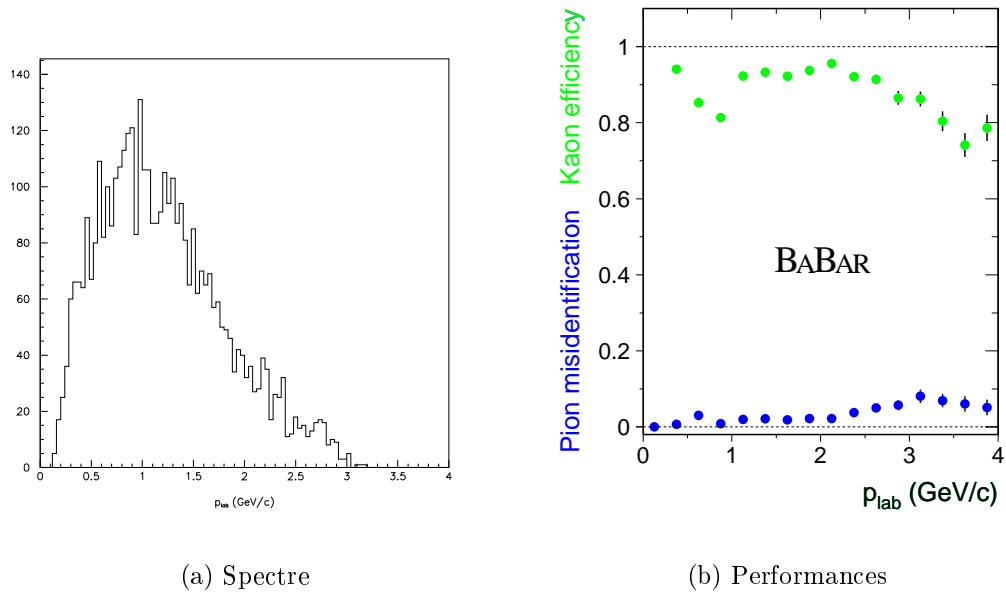 140
120
100
80
60
40
20
0
0 0.5 1 1.5 2 2.5 3 3.5 4
p_lab (GeV/c)
(a) Spectre
Pion misidentification Kaon efficiency
1
0.8
0.6
0.4
0.2
0
BABAR
0 1 2 3 4
p_lab (GeV/c)
(b) Performances